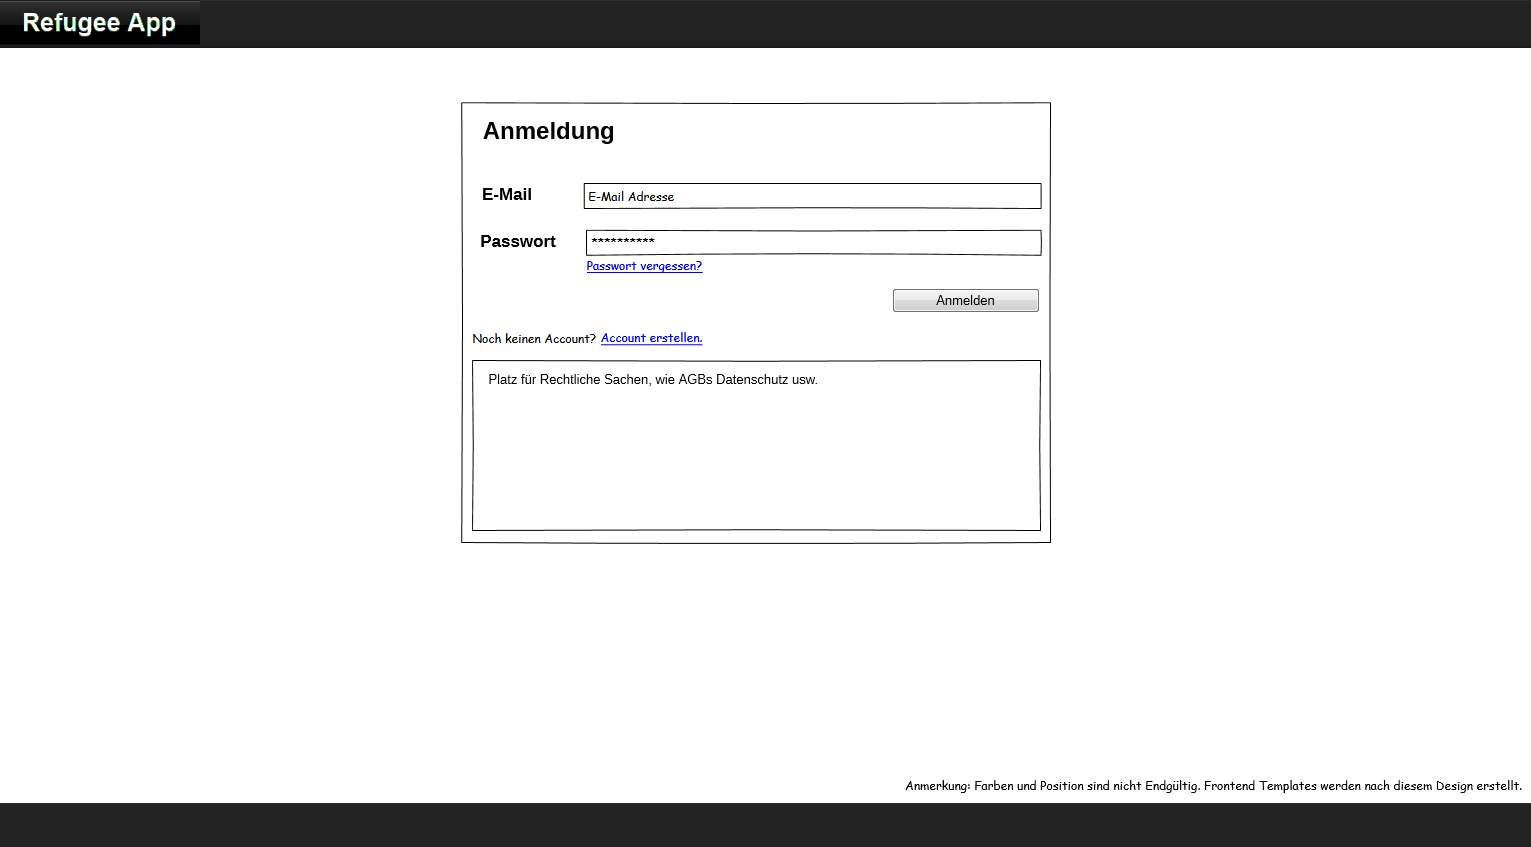 Refugee App
Anmeldung
E-Mail
E-Mail Adresse
Passwort
**********
Passwort vergessen?
Anmelden
Noch keinen Account? Account erstellen.
Platz für Rechtliche Sachen, wie AGBs Datenschutz usw.
Anmerkung: Farben und Position sind nicht Endgültig. Frontend Templates werden nach diesem Design erstellt.